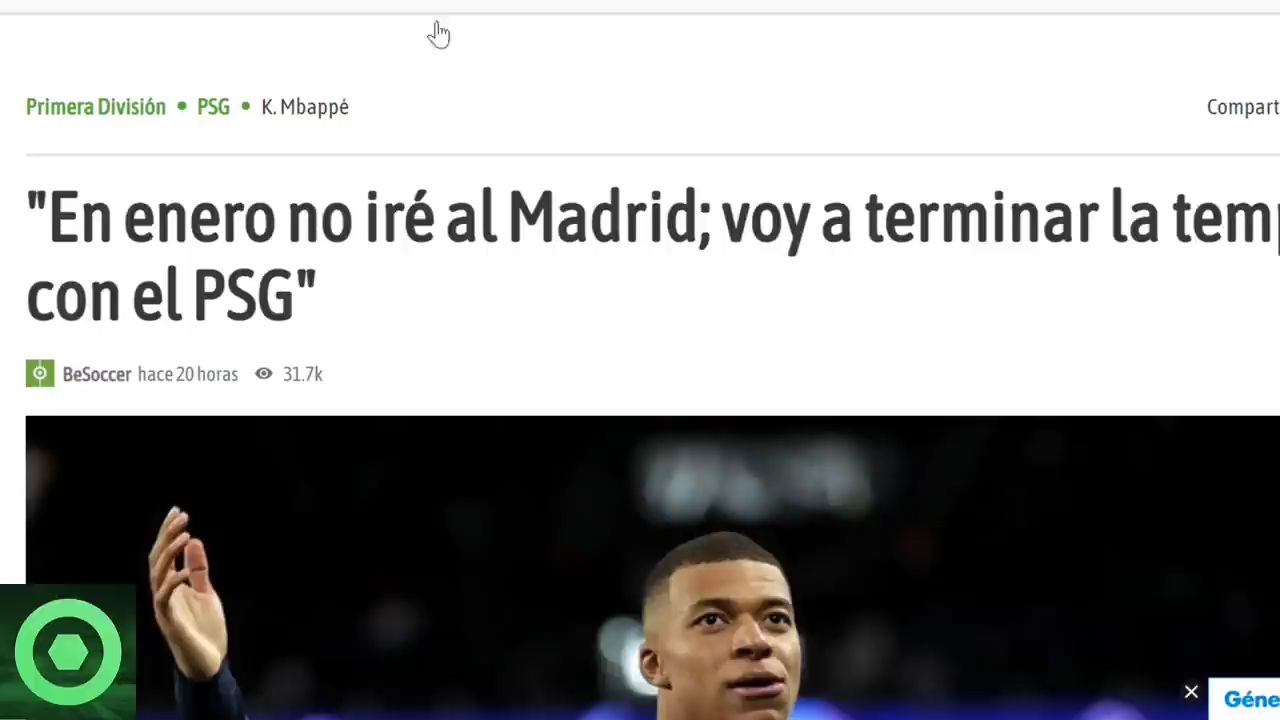 Primera División • PSG • K. Mbappé
Compart
"En enero no iré al Madrid; voy a terminar la temp
con el PSG"
BeSoccer hace 20 horas 31.7k
Géne